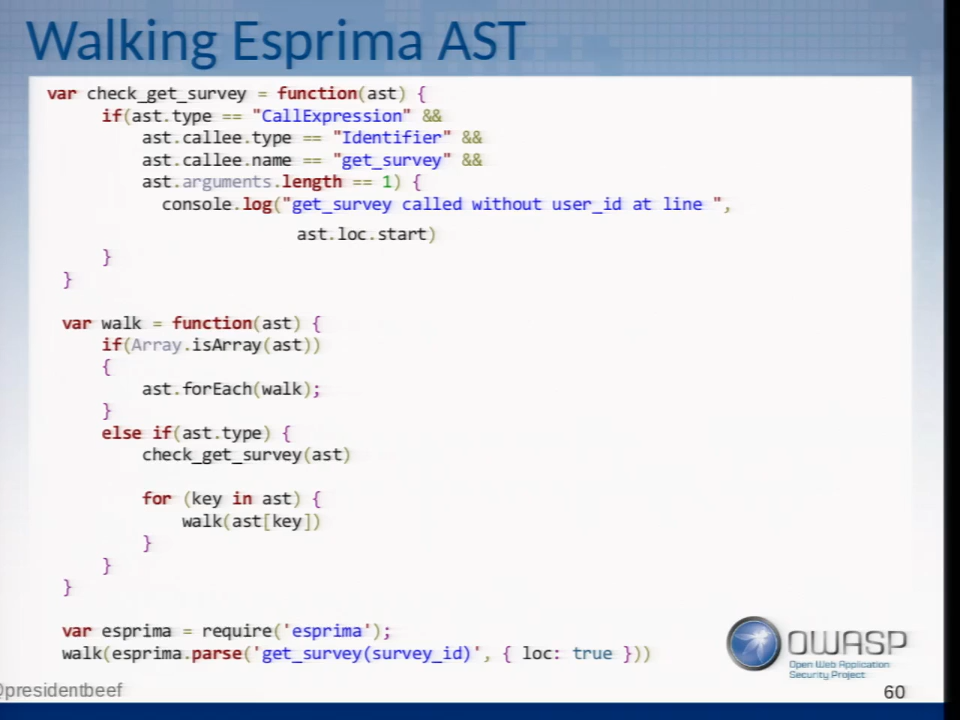 Walking Esprima AST
var check_get_survey = function(ast) {
if(ast.type == "CallExpression" &&
ast.callee.type == "Identifier" &&
ast.callee.name == "get_survey" &&
ast.arguments.length == 1) {
console.log("get_survey called without user_id at line ",
ast.loc.start)
}
}
var walk = function(ast) {
if(Array.isArray(ast))
{
ast.forEach(walk);
}
else if(ast.type) {
check_get_survey(ast)
for (key in ast) {
walk(ast[key])
}
}
}
var esprima = require('esprima');
walk(esprima.parse('get_survey(survey_id)', { loc: true }))
OWASP
Open Web Application
Security Project
@presidentbeef
60